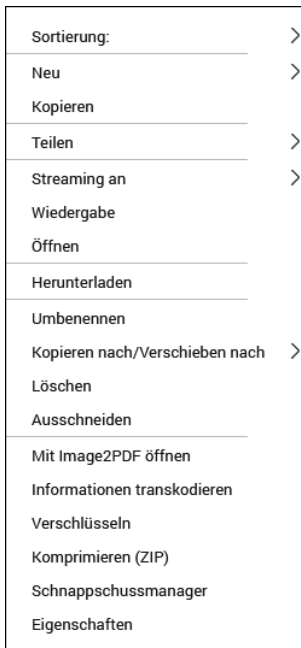 Sortierung:
Neu
Kopieren
Teilen
Streaming an
Wiedergabe
Öffnen
Herunterladen
Umbenennen
Kopieren nach/Verschieben nach
Löschen
Ausschneiden
Mit Image2PDF öffnen
Informationen transkodieren
Verschlüsseln
Komprimieren (ZIP)
Schnappschussmanager
Eigenschaften